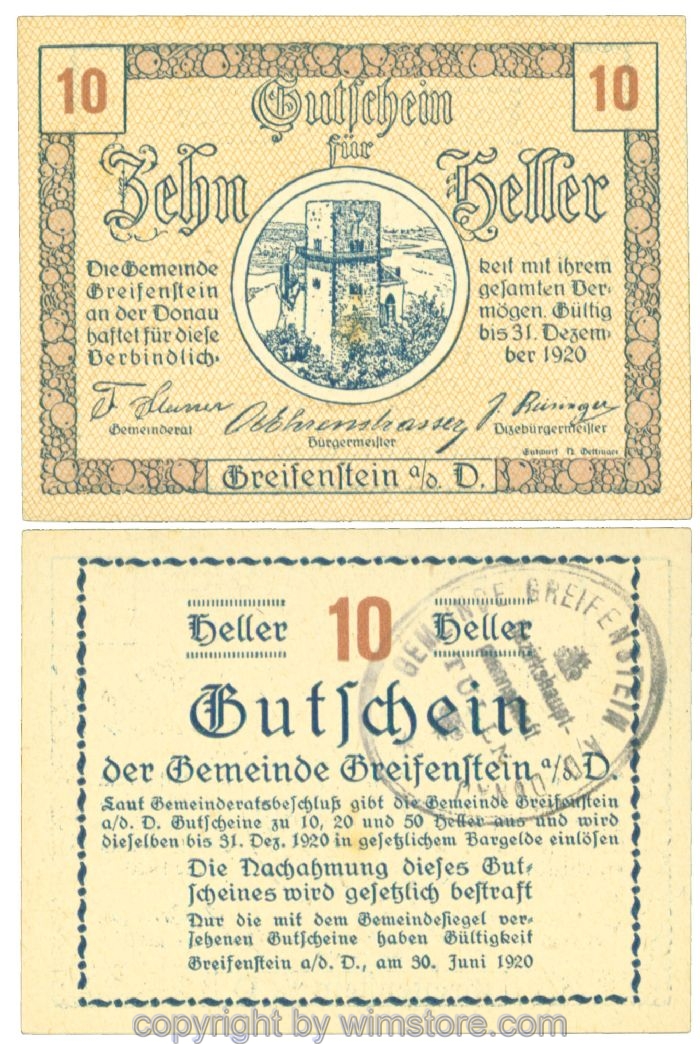 10
10
Gutschein
für
Zehn Heller
Die Gemeinde
Greifenstein
an der Donau
haftet für diese
Verbindlich-
keit mit ihrem
gesamten Ver-
mögen. Gültig
bis 31. Dezem-
ber 1920
Gemeinderat
Bürgermeister
Vizebürgermeister
Entwurf
Greifenstein a/d. D.
Heller 10 Heller
Gutschein
der Gemeinde Greifenstein a/d. D.
Laut Gemeinderatsbeschluß gibt die Gemeinde Greifenstein
a/d. D. Gutscheine zu 10, 20 und 50 Heller aus und wird
dieselben bis 31. Dez. 1920 in gesetzlichem Bargelde einlösen
Die Nachahmung dieses Gut-
scheines wird gesetzlich bestraft
Nur die mit dem Gemeindesiegel ver-
sehenen Gutscheine haben Gültigkeit
Greifenstein a/d. D., am 30. Juni 1920
GEMEINDE GREIFENSTEIN
TULLN
copyright by wimstore.com